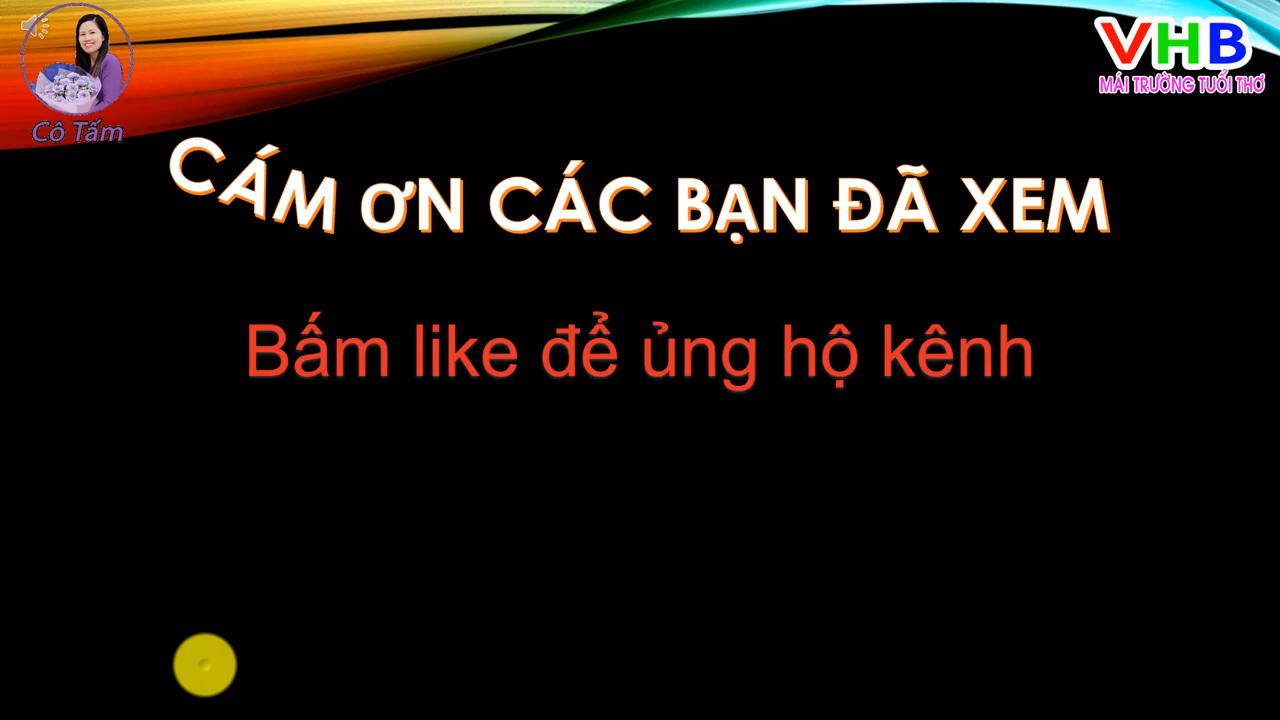 Cô Tấm
VHB
MÁI TRƯỜNG TUỔI THƠ
CÁM ƠN CÁC BẠN ĐÃ XEM
Bấm like để ủng hộ kênh